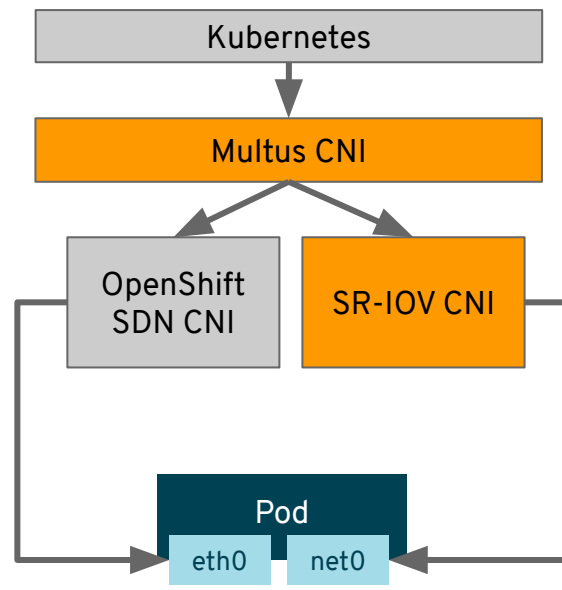 Kubernetes
Multus CNI
OpenShift
SDN CNI
SR-IOV CNI
Pod
eth0
net0